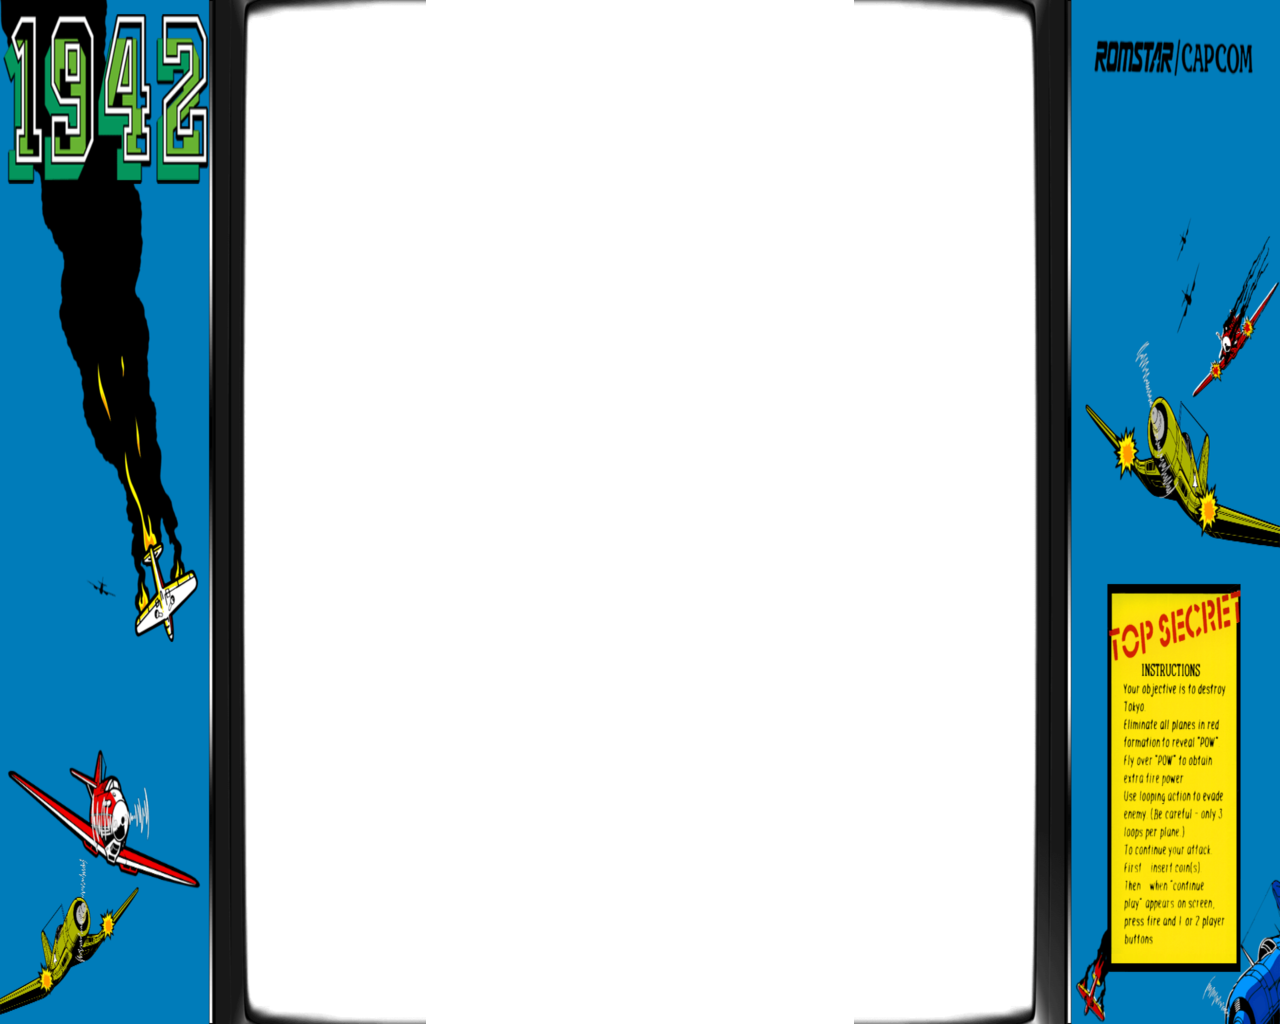 1942
ROMSTAR/CAPCOM
TOP SECRET
INSTRUCTIONS
Your objective is to destroy
Tokyo.
Eliminate all planes in red
formation to reveal "POW"
Fly over "POW" to obtain
extra fire power
Use looping action to evade
enemy. (Be careful - only 3
loops per plane.)
To continue your attack.
First insert coin(s)
Then when "continue
play" appears on screen,
press fire and 1 or 2 player
buttons